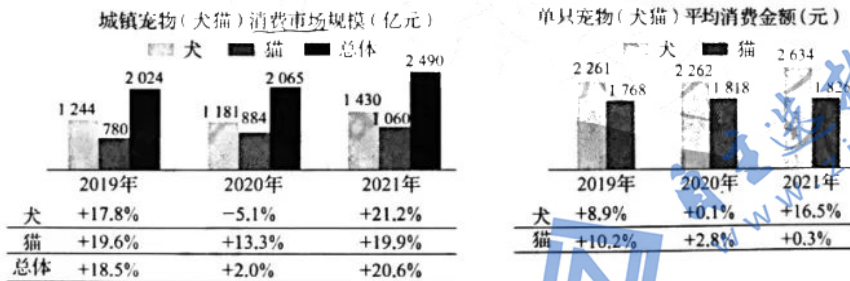 城镇宠物(犬猫)消费市场规模(亿元)
犬 猫 总体
1 244 780 2 024
1 181 884 2 065
1 430 1 060 2 490
2019年 2020年 2021年
犬 +17.8% -5.1% +21.2%
猫 +19.6% +13.3% +19.9%
总体 +18.5% +2.0% +20.6%
单只宠物(犬猫)平均消费金额(元)
犬 猫
2 261 1 768
2 262 1 818
2 634 1 826
2019年 2020年 2021年
犬 +8.9% +0.1% +16.5%
猫 +10.2% +2.8% +0.3%
自主选
www